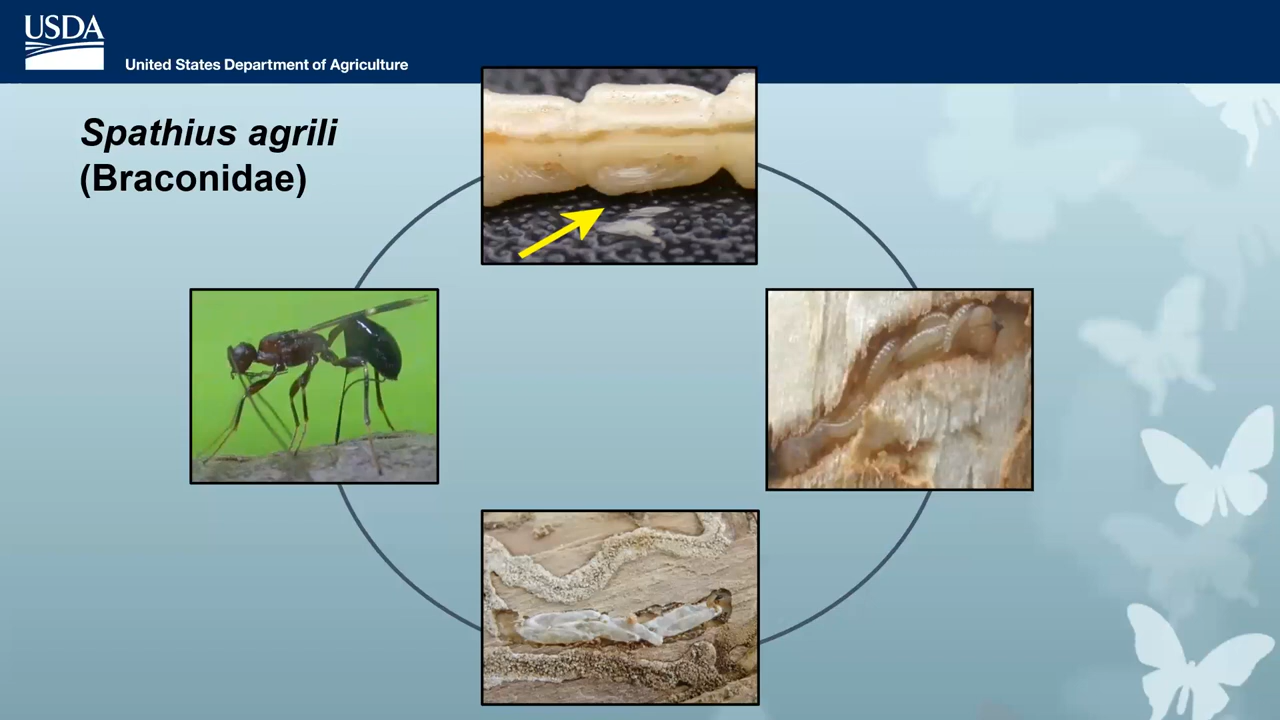 USDA
United States Department of Agriculture
Spathius agrili
(Braconidae)